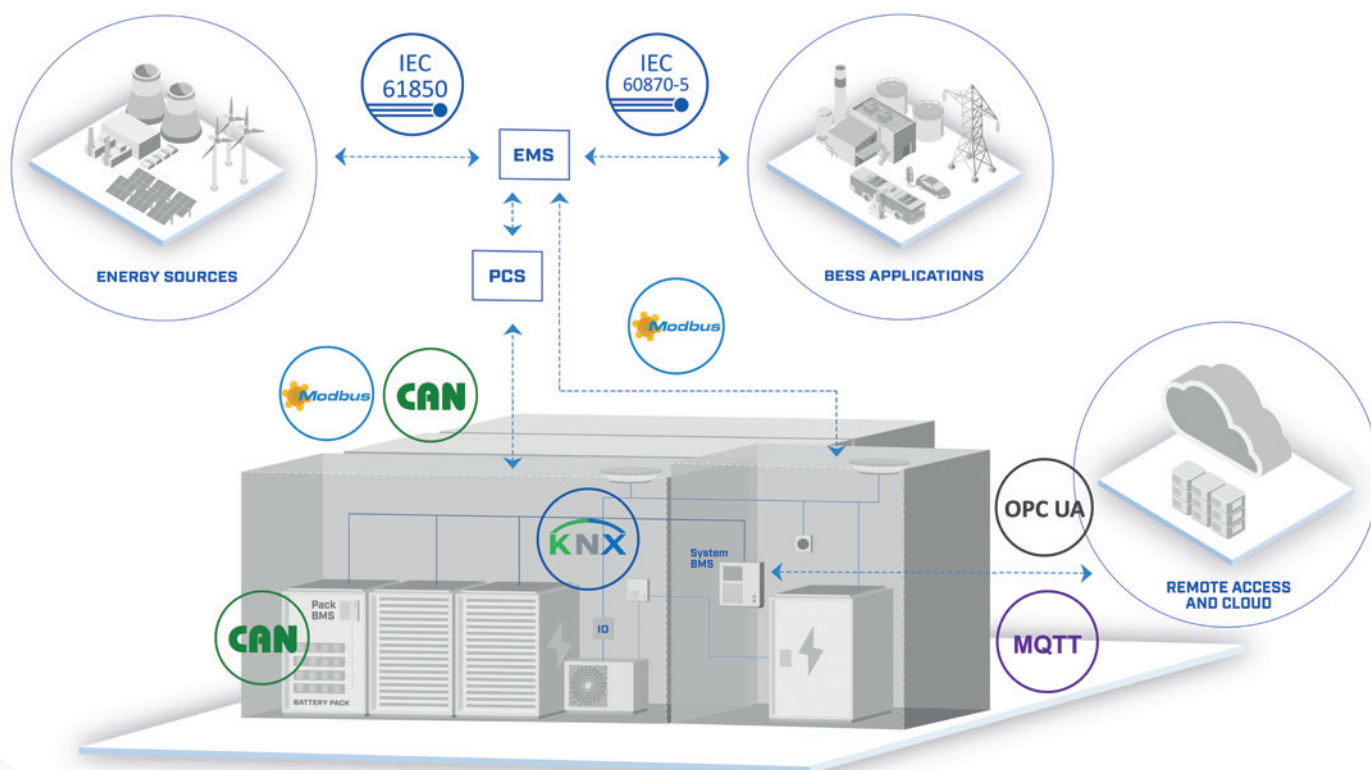 IEC
61850
IEC
60870-5
EMS
ENERGY SOURCES
PCS
BESS APPLICATIONS
Modbus
Modbus
CAN
OPC UA
KNX
System
BMS
REMOTE ACCESS
AND CLOUD
Pack
BMS
CAN
IO
MQTT
BATTERY PACK